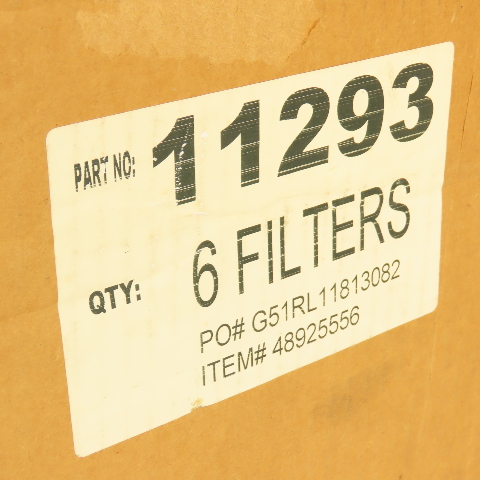 PART NO: 11293
QTY: 6 FILTERS
PO# G51RL11813082
ITEM# 48925556